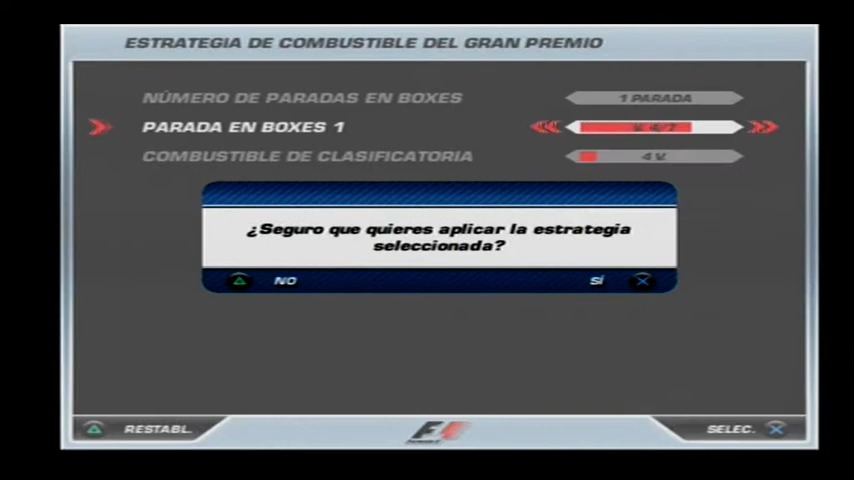 ESTRATEGIA DE COMBUSTIBLE DEL GRAN PREMIO
NÚMERO DE PARADAS EN BOXES
1 PARADA
PARADA EN BOXES 1
COMBUSTIBLE DE CLASIFICATORIA
4 V.
¿Seguro que quieres aplicar la estrategia
seleccionada?
NO
SÍ
RESTABL.
F1
SELEC.